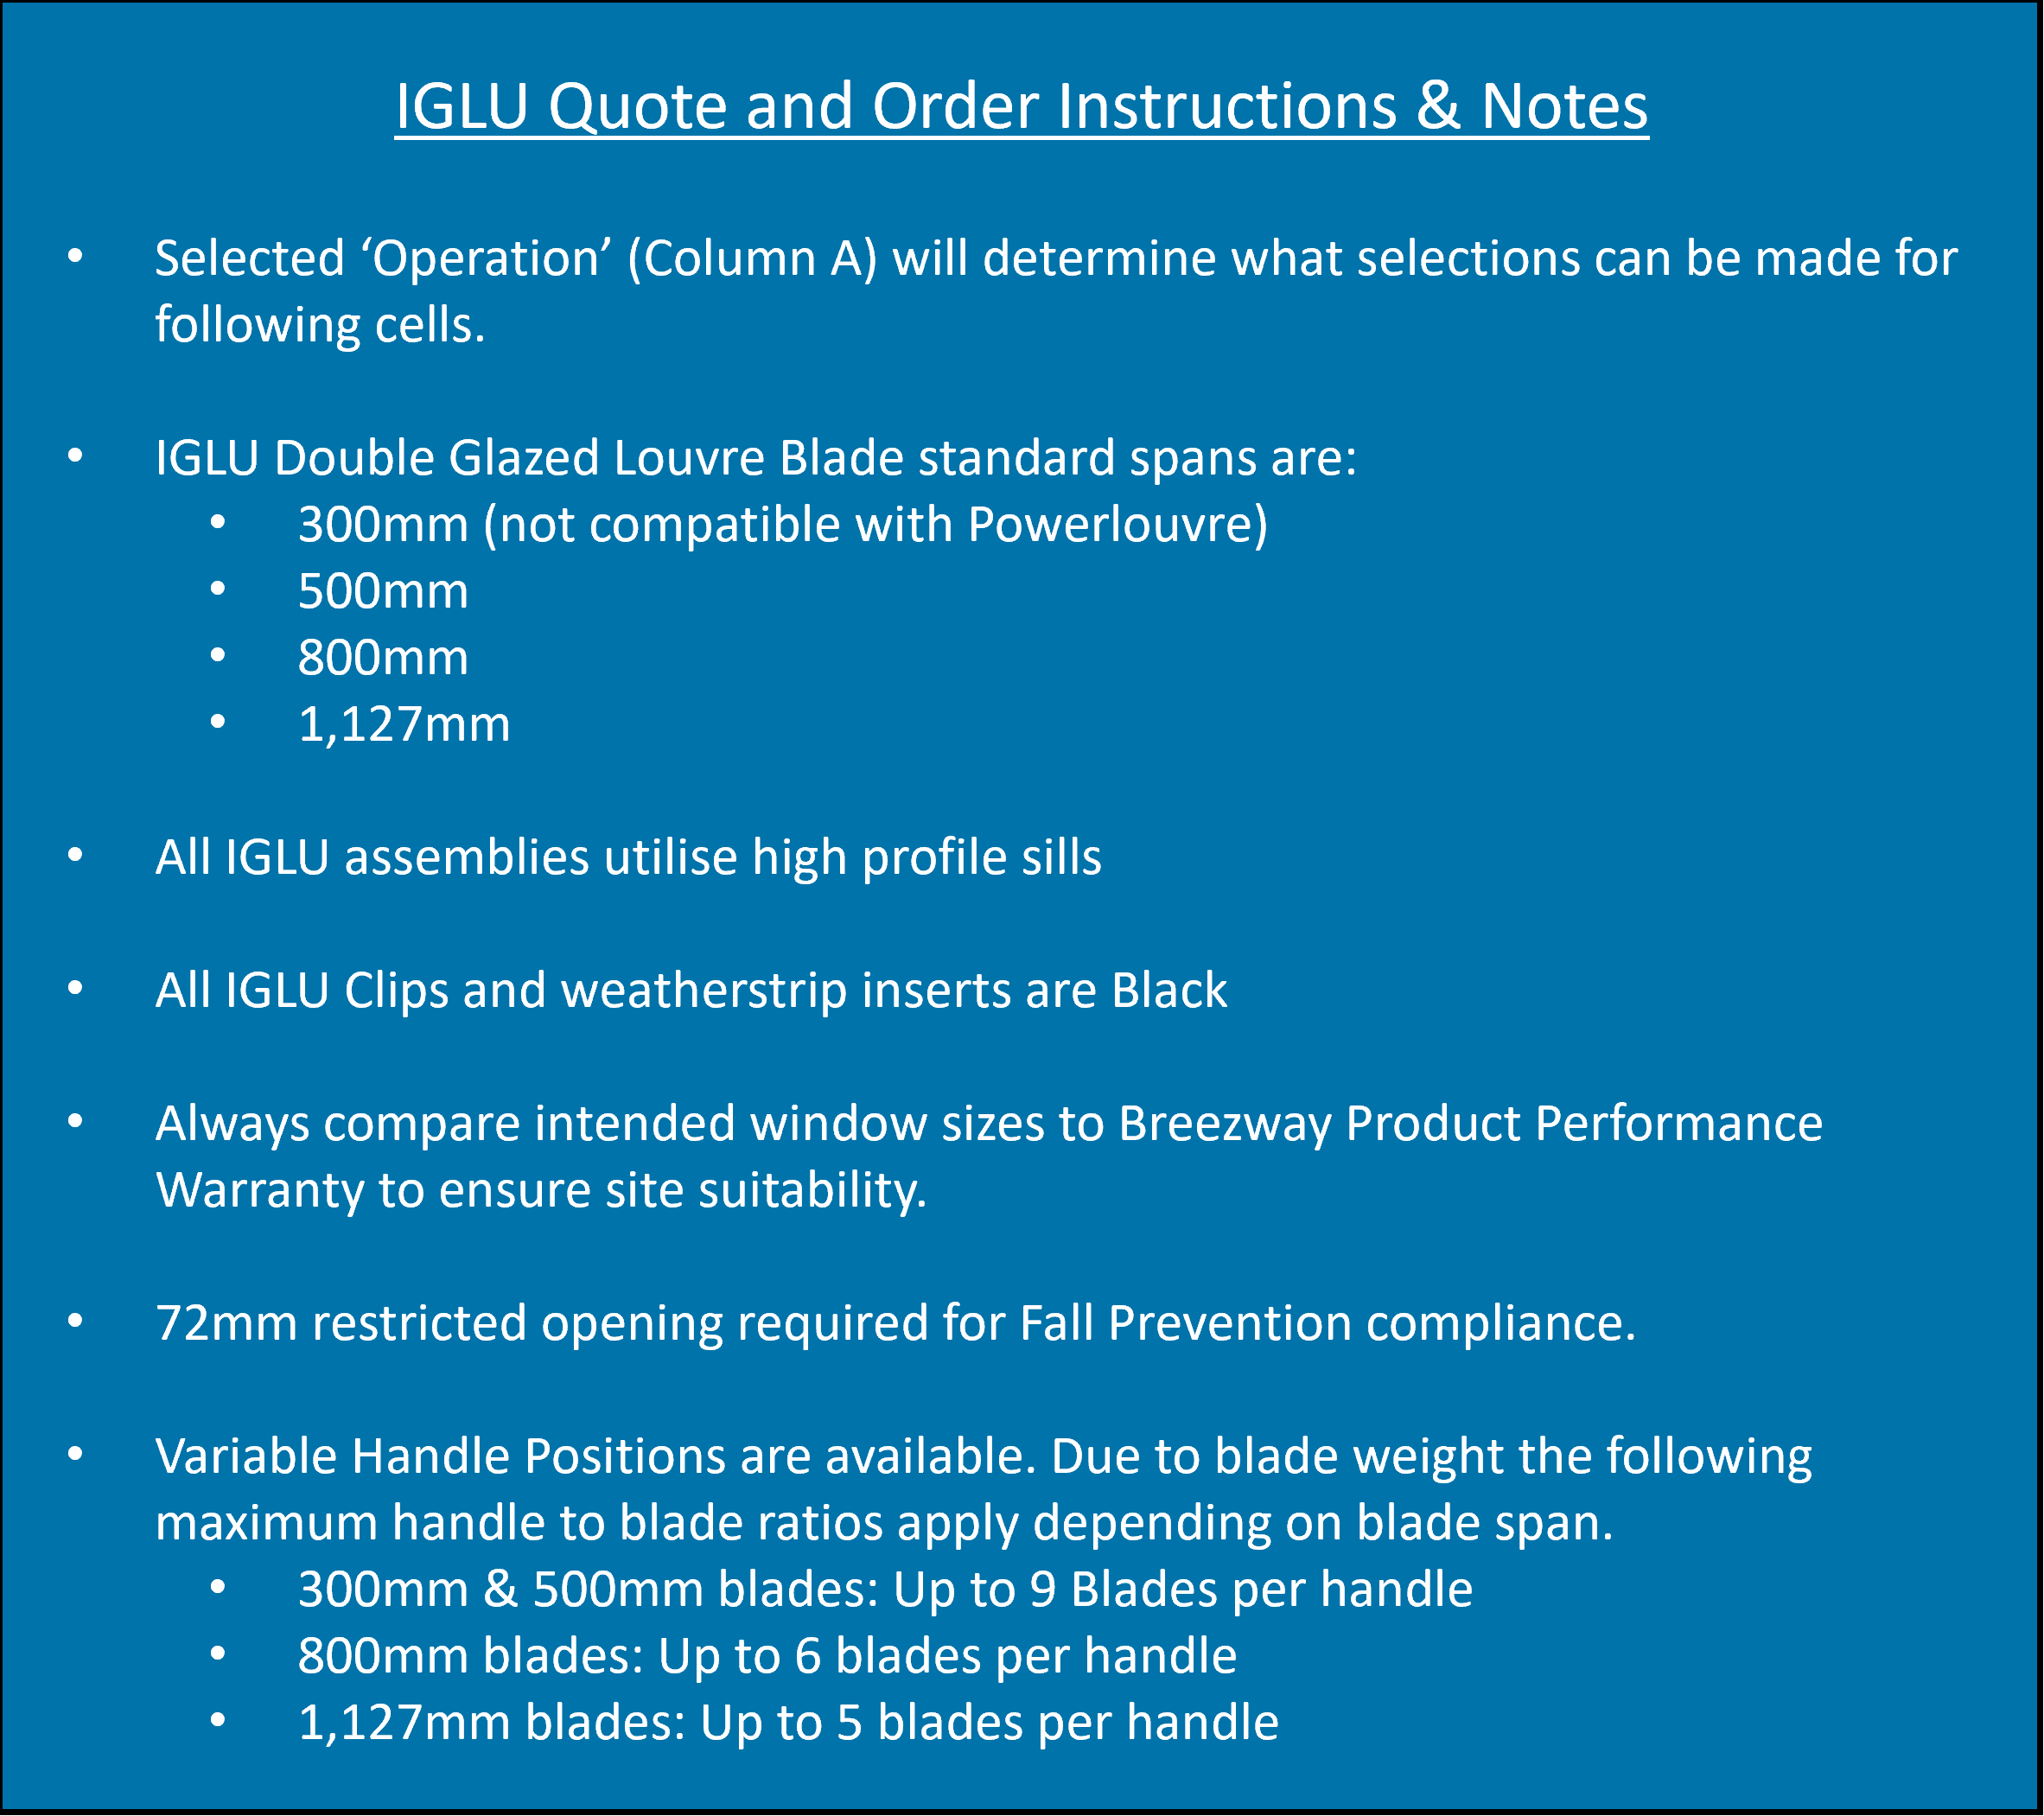 IGLU Quote and Order Instructions & Notes
• Selected ‘Operation’ (Column A) will determine what selections can be made for
following cells.
• IGLU Double Glazed Louvre Blade standard spans are:
• 300mm (not compatible with Powerlouvre)
• 500mm
• 800mm
• 1,127mm
• All IGLU assemblies utilise high profile sills
• All IGLU Clips and weatherstrip inserts are Black
• Always compare intended window sizes to Breezway Product Performance
Warranty to ensure site suitability.
• 72mm restricted opening required for Fall Prevention compliance.
• Variable Handle Positions are available. Due to blade weight the following
maximum handle to blade ratios apply depending on blade span.
• 300mm & 500mm blades: Up to 9 Blades per handle
• 800mm blades: Up to 6 blades per handle
• 1,127mm blades: Up to 5 blades per handle